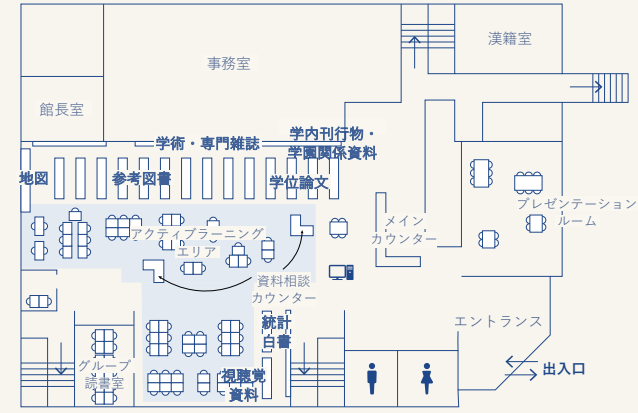 漢籍室
事務室
館長室
学術・専門雑誌
学内刊行物・
学園関係資料
地図
参考図書
学位論文
プレゼンテーション
ルーム
アクティブラーニング
エリア
メイン
カウンター
資料相談
カウンター
統計
白書
エントランス
グループ
読書室
視聴覚
資料
出入口